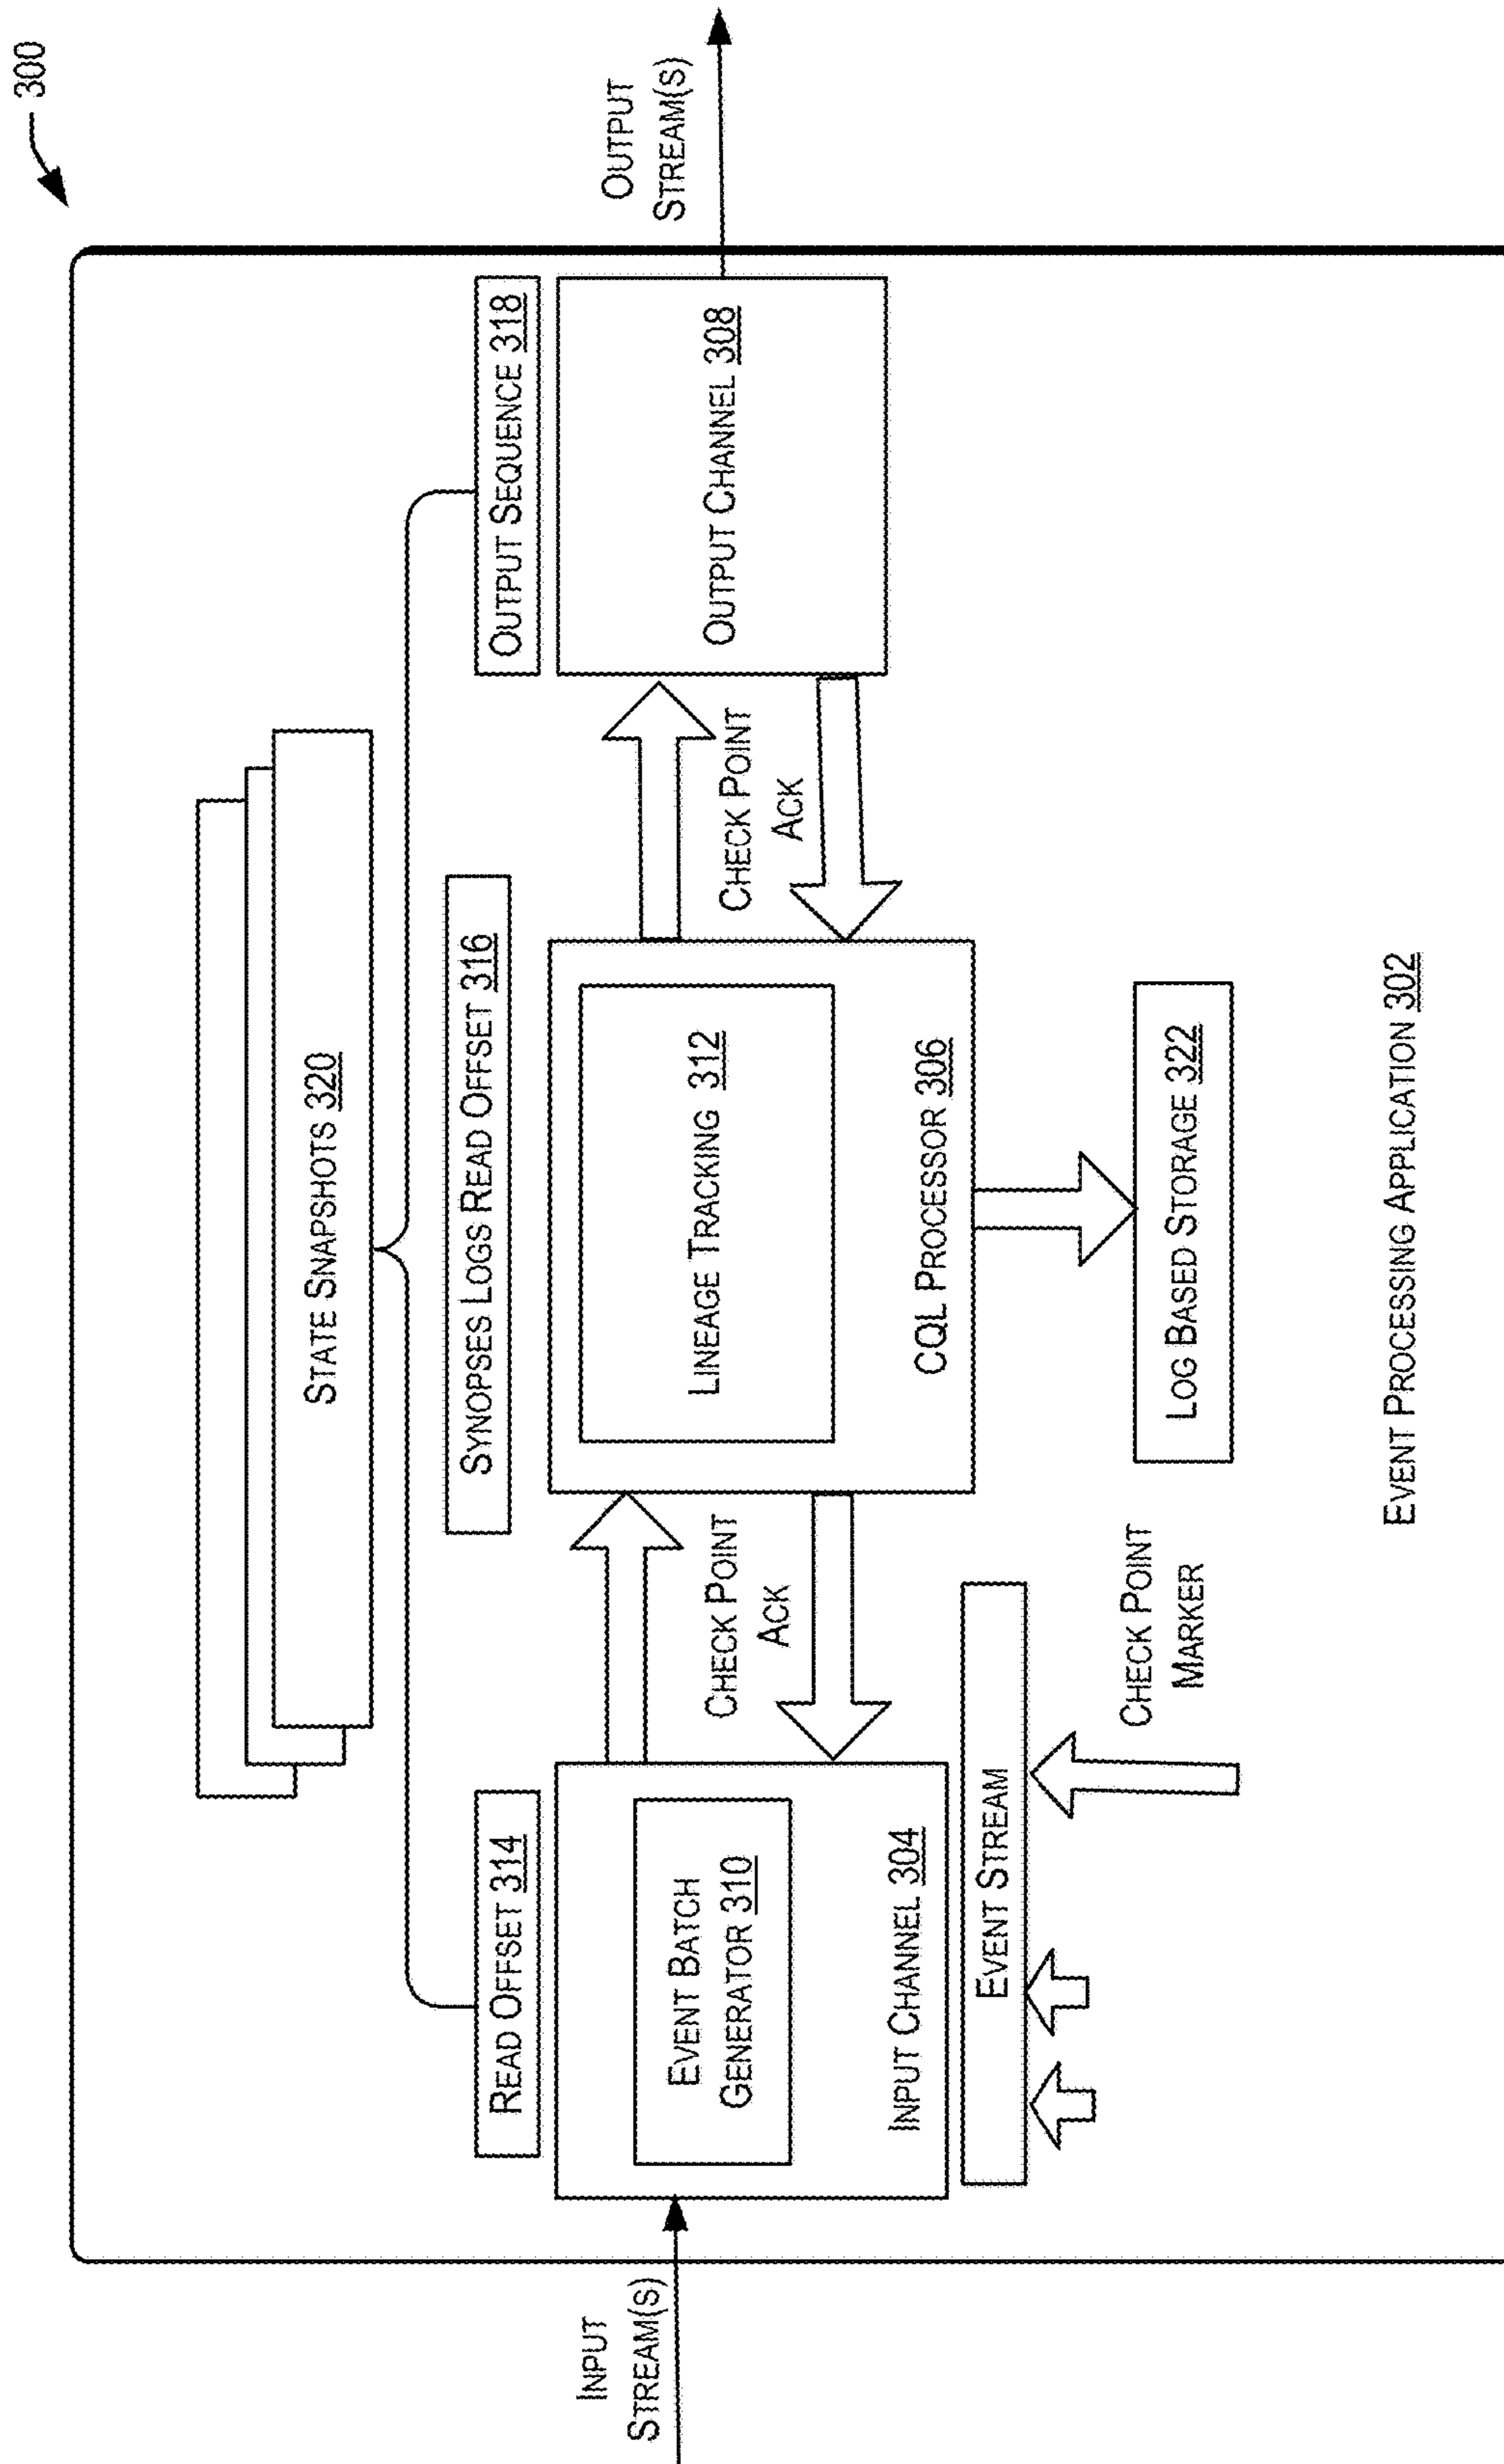 300
STATE SNAPSHOTS 320
READ OFFSET 314
SYNOPSES LOGS READ OFFSET 316
OUTPUT SEQUENCE 318
INPUT
STREAM(S)
EVENT BATCH
GENERATOR 310
INPUT CHANNEL 304
CHECK POINT
ACK
LINEAGE TRACKING 312
CQL PROCESSOR 306
CHECK POINT
ACK
OUTPUT CHANNEL 308
OUTPUT
STREAM(S)
EVENT STREAM
CHECK POINT
MARKER
LOG BASED STORAGE 322
EVENT PROCESSING APPLICATION 302